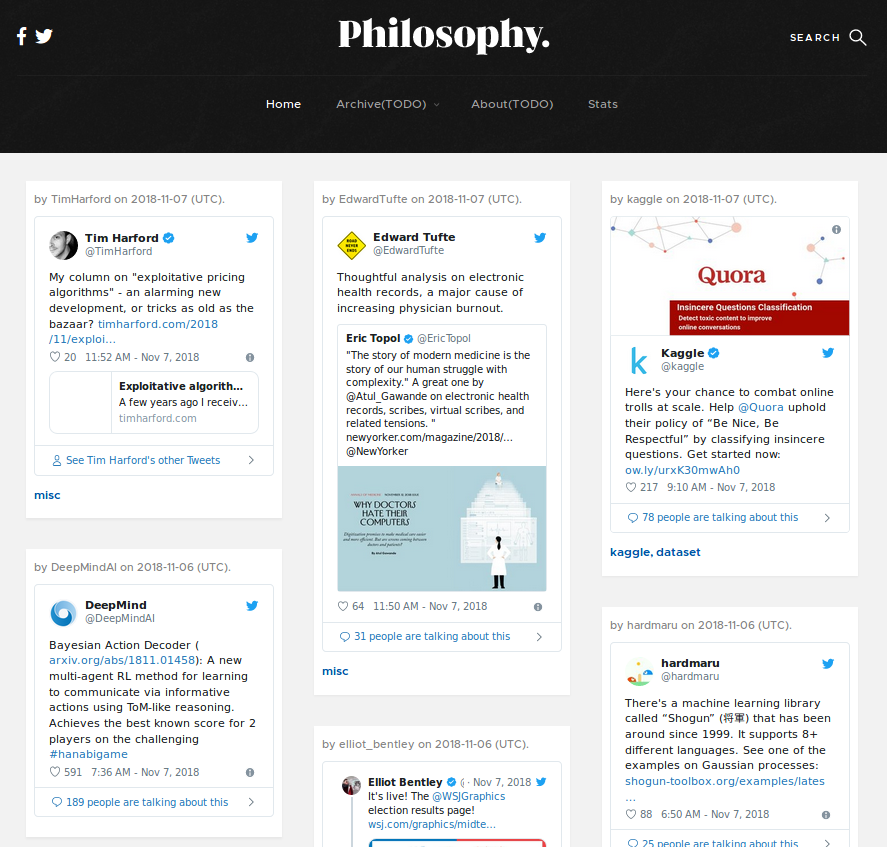 Philosophy.
SEARCH
Home
Archive(TODO)
About(TODO)
Stats
by TimHarford on 2018-11-07 (UTC).
Tim Harford
@TimHarford
My column on "exploitative pricing
algorithms" - an alarming new
development, or tricks as old as the
bazaar? timharford.com/2018
/11/exploi…
20 11:52 AM - Nov 7, 2018
Exploitative algorith…
A few years ago I receiv…
timharford.com
See Tim Harford's other Tweets
misc
by DeepMindAI on 2018-11-06 (UTC).
DeepMind
@DeepMindAI
Bayesian Action Decoder (
arxiv.org/abs/1811.01458): A new
multi-agent RL method for learning
to communicate via informative
actions using ToM-like reasoning.
Achieves the best known score for 2
players on the challenging
#hanabigame
591 7:36 AM - Nov 7, 2018
189 people are talking about this
by EdwardTufte on 2018-11-07 (UTC).
ROAD
NEVER
ENDS
Edward Tufte
@EdwardTufte
Thoughtful analysis on electronic
health records, a major cause of
increasing physician burnout.
Eric Topol @EricTopol
"The story of modern medicine is the
story of our human struggle with
complexity." A great one by
@Atul_Gawande on electronic health
records, scribes, virtual scribes, and
related tensions. "
newyorker.com/magazine/2018/…
@NewYorker
WHY DOCTORS
HATE THEIR
COMPUTERS
64 11:50 AM - Nov 7, 2018
31 people are talking about this
misc
by elliot_bentley on 2018-11-06 (UTC).
Elliot Bentley · Nov 7, 2018
It's live! The @WSJGraphics
election results page!
wsj.com/graphics/midte…
by kaggle on 2018-11-07 (UTC).
Quora
Insincere Questions Classification
Detect toxic content to improve
online conversations
Kaggle
@kaggle
Here's your chance to combat online
trolls at scale. Help @Quora uphold
their policy of “Be Nice, Be
Respectful” by classifying insincere
questions. Get started now:
ow.ly/urxK30mwAh0
217 9:10 AM - Nov 7, 2018
78 people are talking about this
kaggle, dataset
by hardmaru on 2018-11-06 (UTC).
hardmaru
@hardmaru
There's a machine learning library
called “Shogun” (将軍) that has been
around since 1999. It supports 8+
different languages. See one of the
examples on Gaussian processes:
shogun-toolbox.org/examples/lates
…
88 6:50 AM - Nov 7, 2018
25 people are talking about this